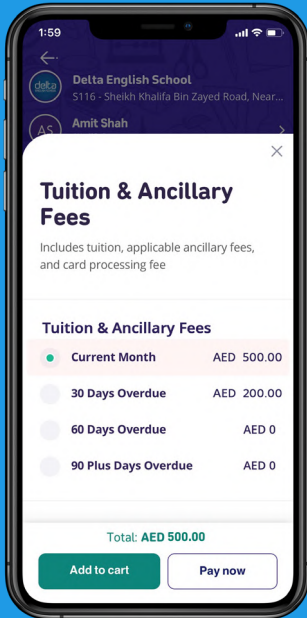 1:59
delta
Delta English School
S116 - Sheikh Khalifa Bin Zayed Road, Near...
AS
Amit Shah
Tuition & Ancillary
Fees
Includes tuition, applicable ancillary fees,
and card processing fee
Tuition & Ancillary Fees
Current Month AED 500.00
30 Days Overdue AED 200.00
60 Days Overdue AED 0
90 Plus Days Overdue AED 0
Total: AED 500.00
Add to cart Pay now